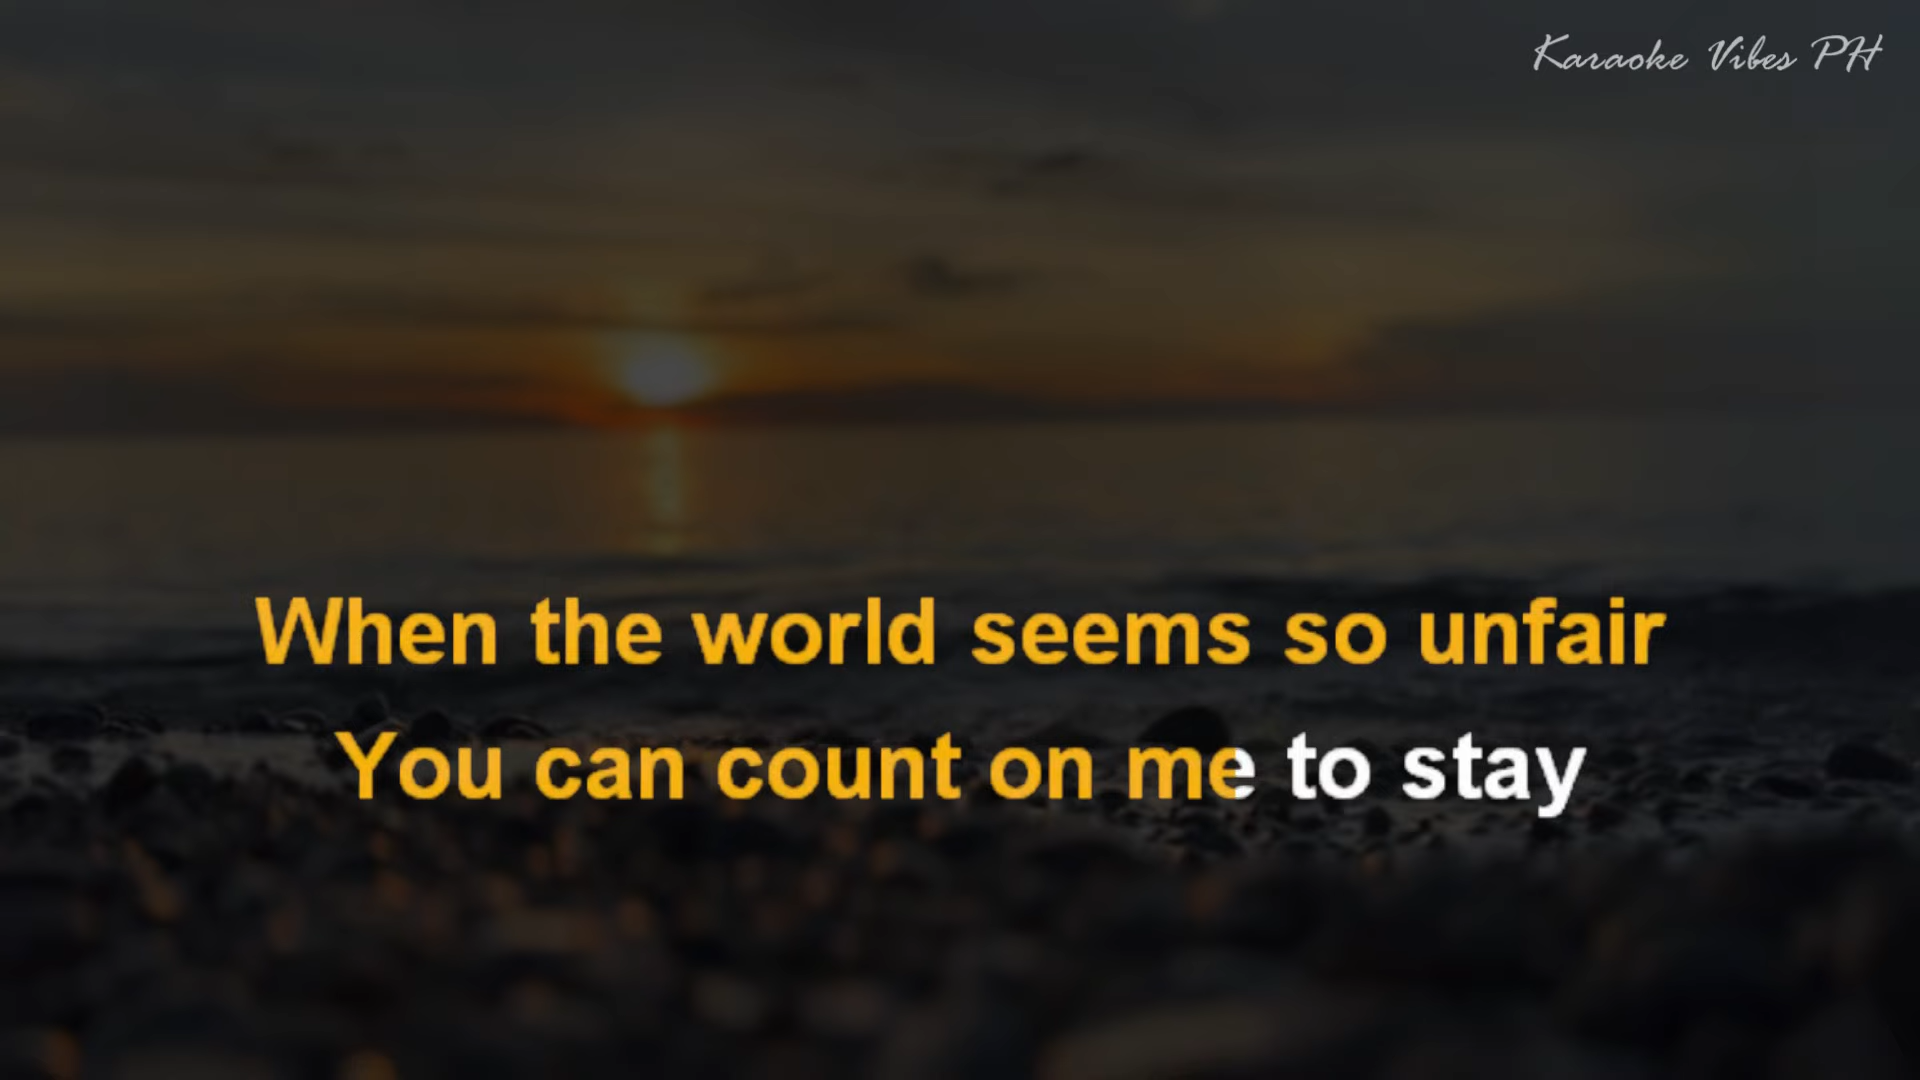 Karaoke Vibes PH
When the world seems so unfair
You can count on me to stay